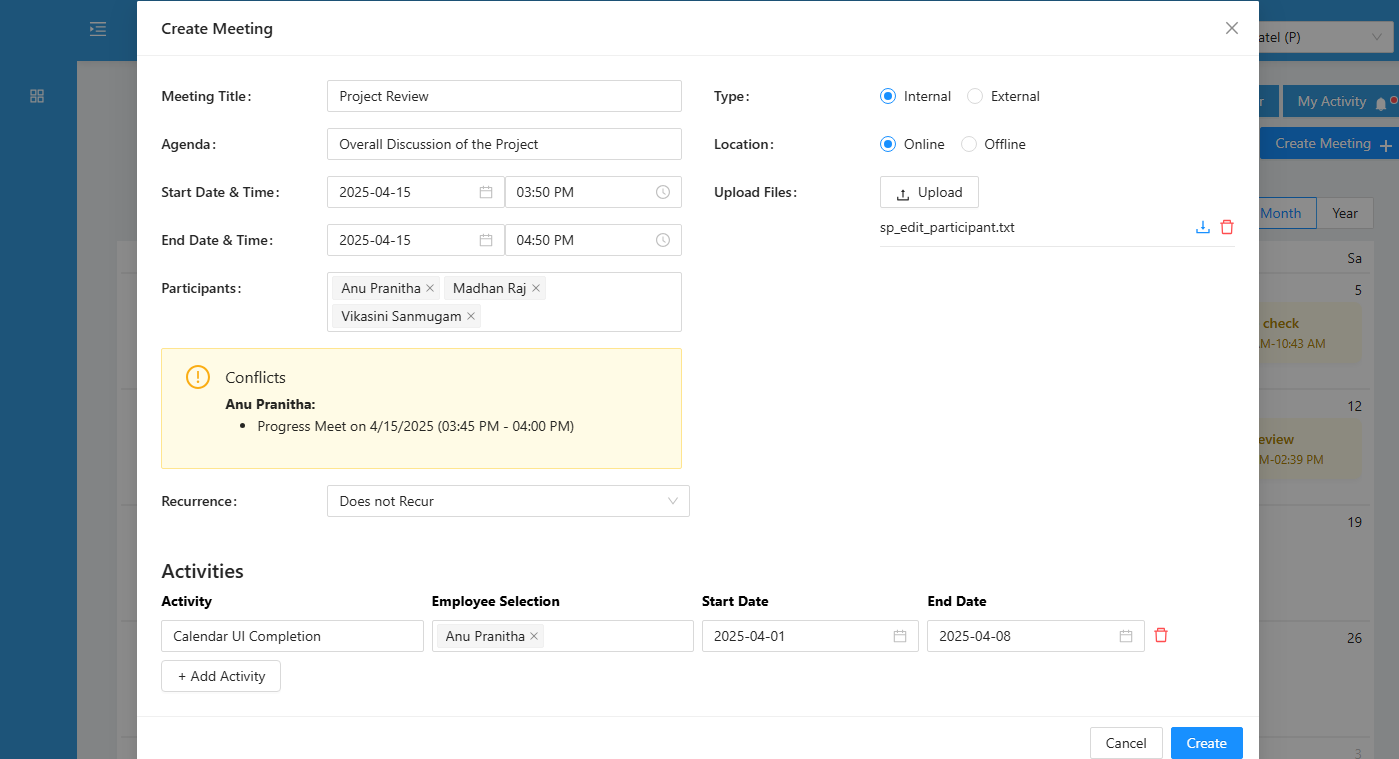 Create Meeting
atel (P)
Meeting Title:
Project Review
Type:
Internal
External
r
My Activity
Agenda:
Overall Discussion of the Project
Location:
Online
Offline
Create Meeting +
Start Date & Time:
2025-04-15
03:50 PM
Upload Files:
Upload
sp_edit_participant.txt
Month
Year
End Date & Time:
2025-04-15
04:50 PM
Sa
Participants:
Anu Pranitha
Madhan Raj
Vikasini Sanmugam
5
check
M-10:43 AM
Conflicts
Anu Pranitha:
• Progress Meet on 4/15/2025 (03:45 PM - 04:00 PM)
12
eview
M-02:39 PM
Recurrence:
Does not Recur
19
Activities
Activity
Employee Selection
Start Date
End Date
Calendar UI Completion
Anu Pranitha
2025-04-01
2025-04-08
26
+ Add Activity
Cancel
Create
3